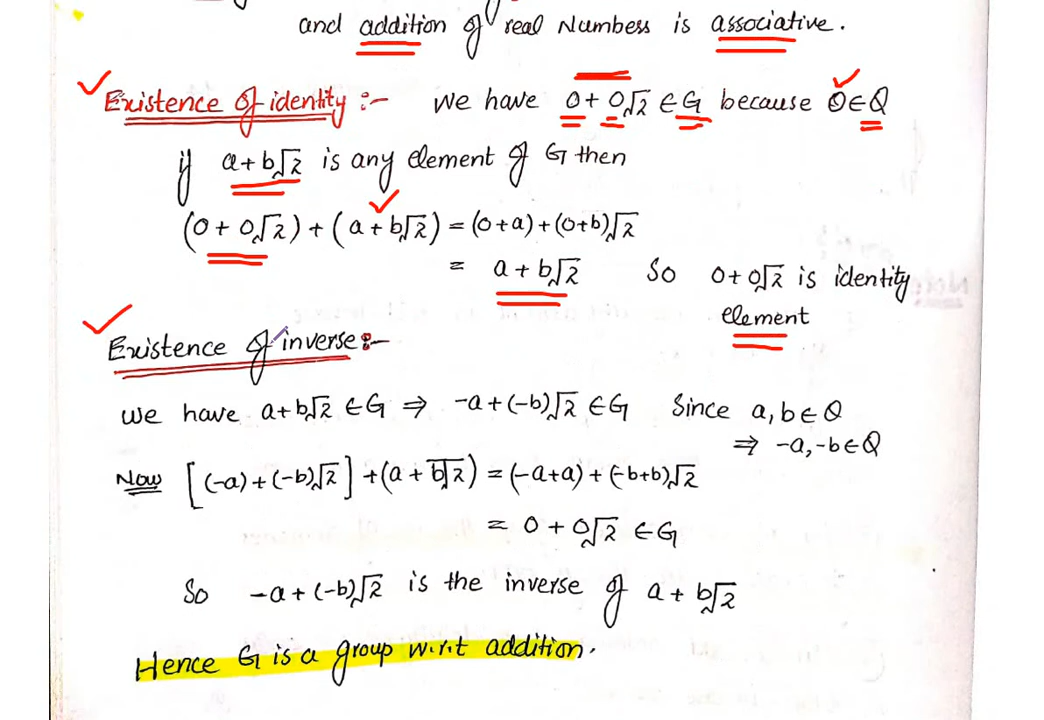 and addition of real Numbers is associative.
Existence of identity :- we have 0+0√2 ∈ G because 0∈Q
if a+b√2 is any element of G then
(0+0√2)+(a+b√2) = (0+a)+(0+b)√2
= a+b√2 So 0+0√2 is identity
element
Existence of inverse:-
we have a+b√2 ∈ G ⇒ -a+(-b)√2 ∈ G Since a,b∈Q
⇒ -a,-b∈Q
Now [(-a)+(-b)√2]+(a+b√2) = (-a+a)+(-b+b)√2
= 0+0√2 ∈ G
So -a+(-b)√2 is the inverse of a+b√2
Hence G is a group w.r.t addition.